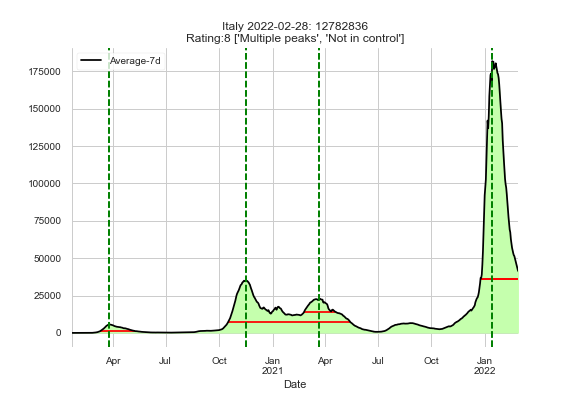 Italy 2022-02-28: 12782836
Rating:8 ['Multiple peaks', 'Not in control']
Average-7d
175000
150000
125000
100000
75000
50000
25000
0
Apr Jul Oct Jan Apr Jul Oct Jan
2021 2022
Date